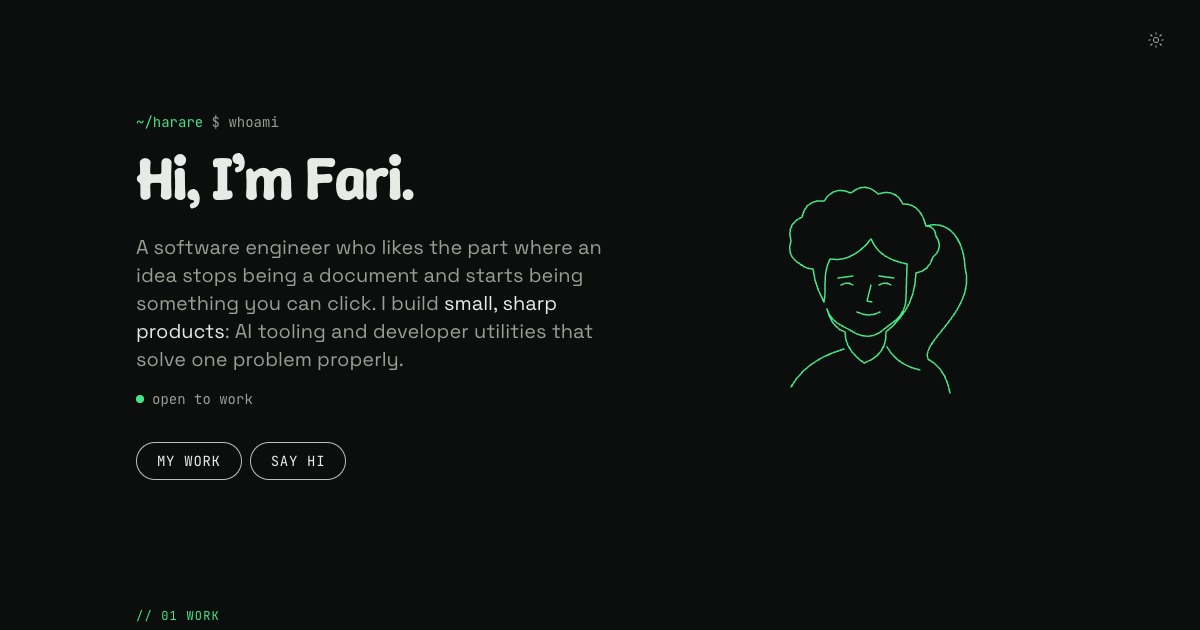 ~/harare $ whoami
Hi, I’m Fari.
A software engineer who likes the part where an
idea stops being a document and starts being
something you can click. I build small, sharp
products: AI tooling and developer utilities that
solve one problem properly.
open to work
MY WORK SAY HI
// 01 WORK